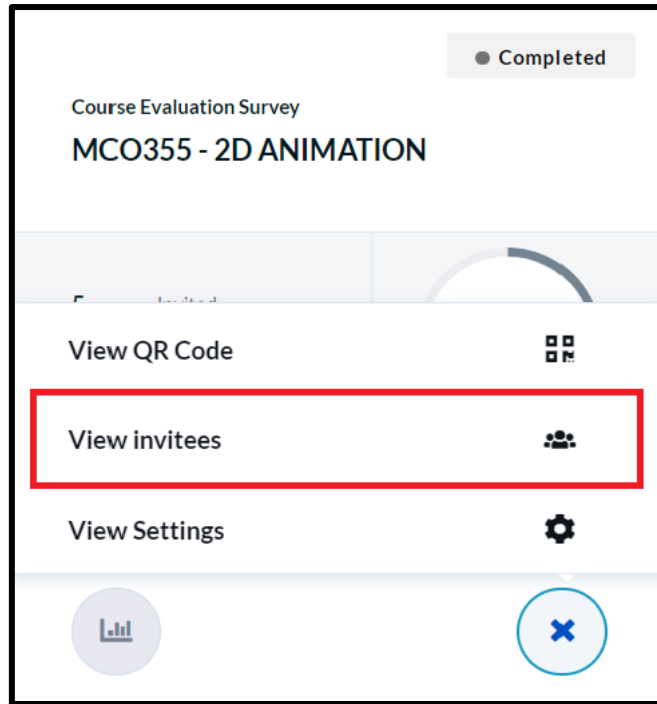 Completed
Course Evaluation Survey
MCO355 - 2D ANIMATION
View QR Code
View invitees
View Settings